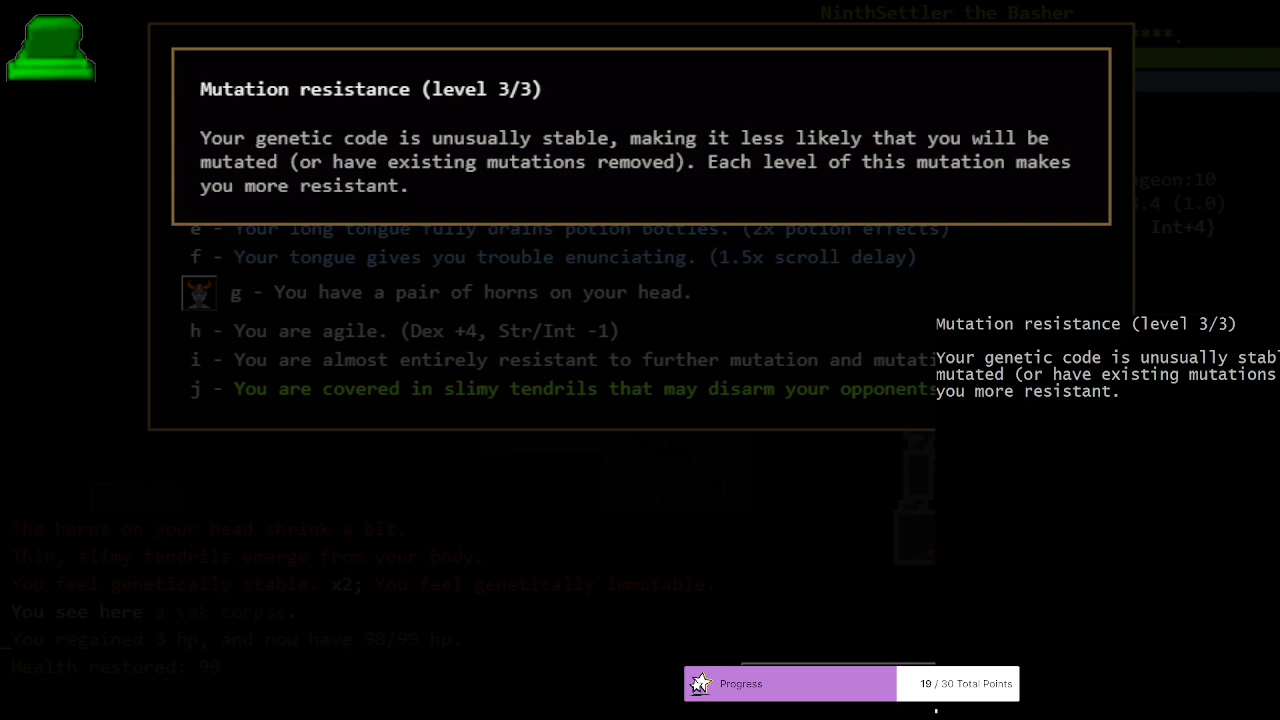 NinthSettler the Basher
****.
Mutation resistance (level 3/3)
Your genetic code is unusually stable, making it less likely that you will be
mutated (or have existing mutations removed). Each level of this mutation makes
you more resistant.
geon:10
.4 (1.0)
Int+4}
e - Your long tongue fully drains potion bottles. (2x potion effects)
f - Your tongue gives you trouble enunciating. (1.5x scroll delay)
g - You have a pair of horns on your head.
h - You are agile. (Dex +4, Str/Int -1)
i - You are almost entirely resistant to further mutation and mutati
j - You are covered in slimy tendrils that may disarm your opponents
Mutation resistance (level 3/3)
Your genetic code is unusually stabl
mutated (or have existing mutations
you more resistant.
The horns on your head shrink a bit.
Thin, slimy tendrils emerge from your body.
You feel genetically stable. x2; You feel genetically immutable.
You see here a yak corpse.
_You regained 3 hp, and now have 98/99 hp.
Health restored: 99
Progress 19 / 30 Total Points